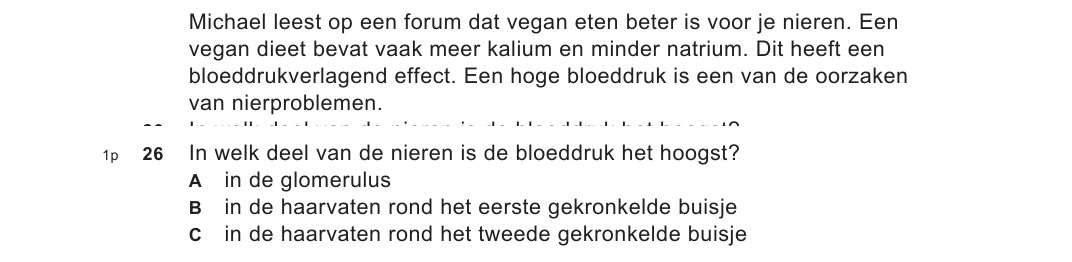 Michael leest op een forum dat vegan eten beter is voor je nieren. Een
vegan dieet bevat vaak meer kalium en minder natrium. Dit heeft een
bloeddrukverlagend effect. Een hoge bloeddruk is een van de oorzaken
van nierproblemen.
1p 26 In welk deel van de nieren is de bloeddruk het hoogst?
A in de glomerulus
B in de haarvaten rond het eerste gekronkelde buisje
C in de haarvaten rond het tweede gekronkelde buisje